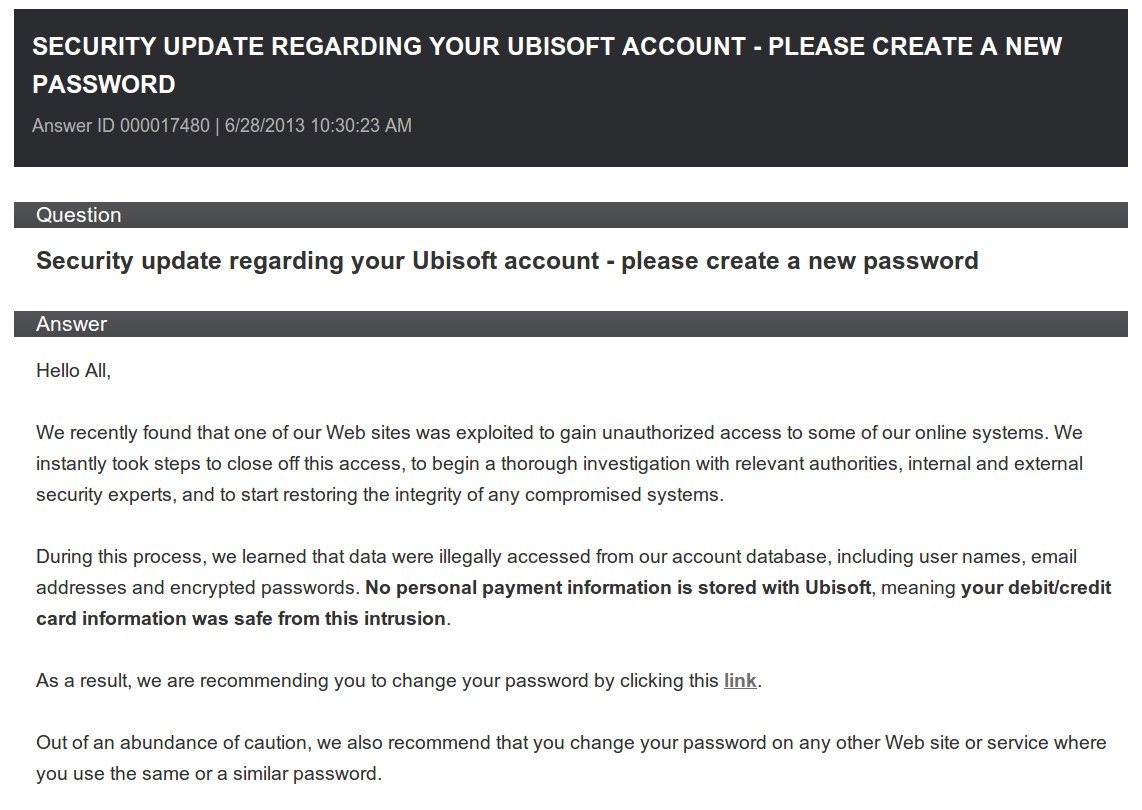 SECURITY UPDATE REGARDING YOUR UBISOFT ACCOUNT - PLEASE CREATE A NEW
PASSWORD
Answer ID 000017480 | 6/28/2013 10:30:23 AM
Question
Security update regarding your Ubisoft account - please create a new password
Answer
Hello All,
We recently found that one of our Web sites was exploited to gain unauthorized access to some of our online systems. We
instantly took steps to close off this access, to begin a thorough investigation with relevant authorities, internal and external
security experts, and to start restoring the integrity of any compromised systems.
During this process, we learned that data were illegally accessed from our account database, including user names, email
addresses and encrypted passwords. No personal payment information is stored with Ubisoft, meaning your debit/credit
card information was safe from this intrusion.
As a result, we are recommending you to change your password by clicking this link.
Out of an abundance of caution, we also recommend that you change your password on any other Web site or service where
you use the same or a similar password.